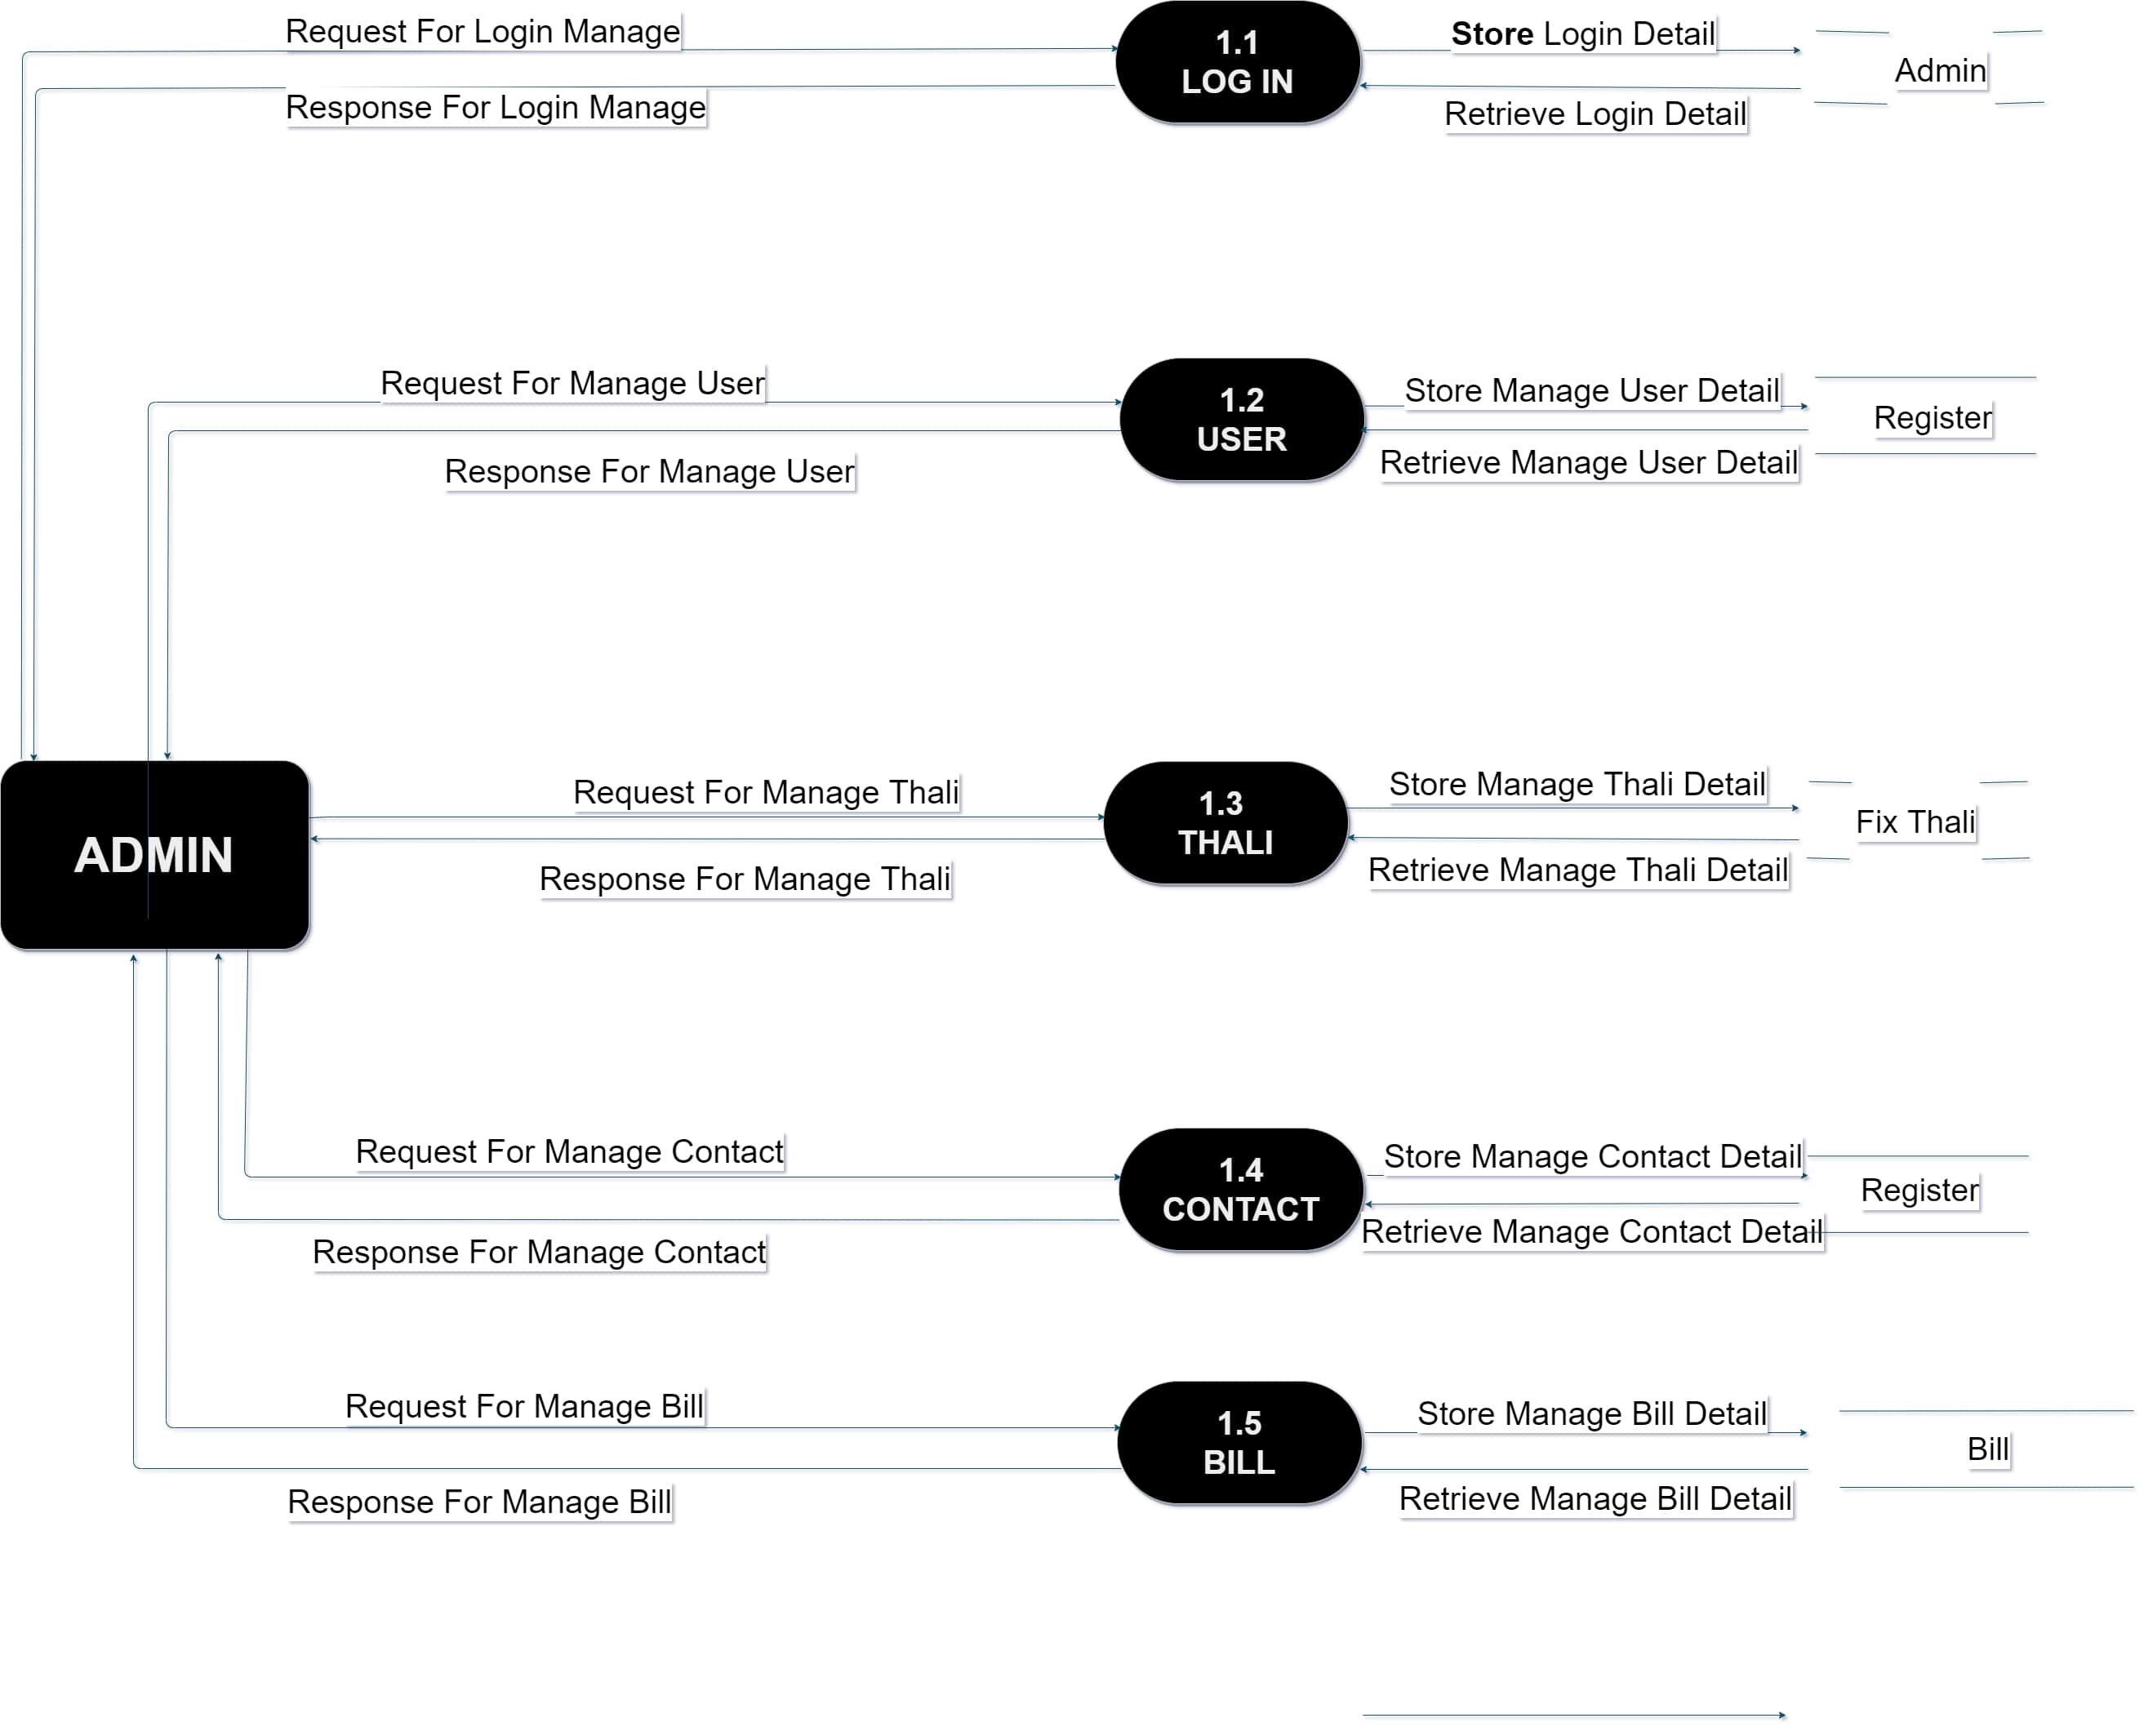 Request For Login Manage
Response For Login Manage
1.1
LOG IN
Store Login Detail
Retrieve Login Detail
Admin
Request For Manage User
Response For Manage User
1.2
USER
Store Manage User Detail
Retrieve Manage User Detail
Register
ADMIN
Request For Manage Thali
Response For Manage Thali
1.3
THALI
Store Manage Thali Detail
Retrieve Manage Thali Detail
Fix Thali
Request For Manage Contact
Response For Manage Contact
1.4
CONTACT
Store Manage Contact Detail
Retrieve Manage Contact Detail
Register
Request For Manage Bill
Response For Manage Bill
1.5
BILL
Store Manage Bill Detail
Retrieve Manage Bill Detail
Bill